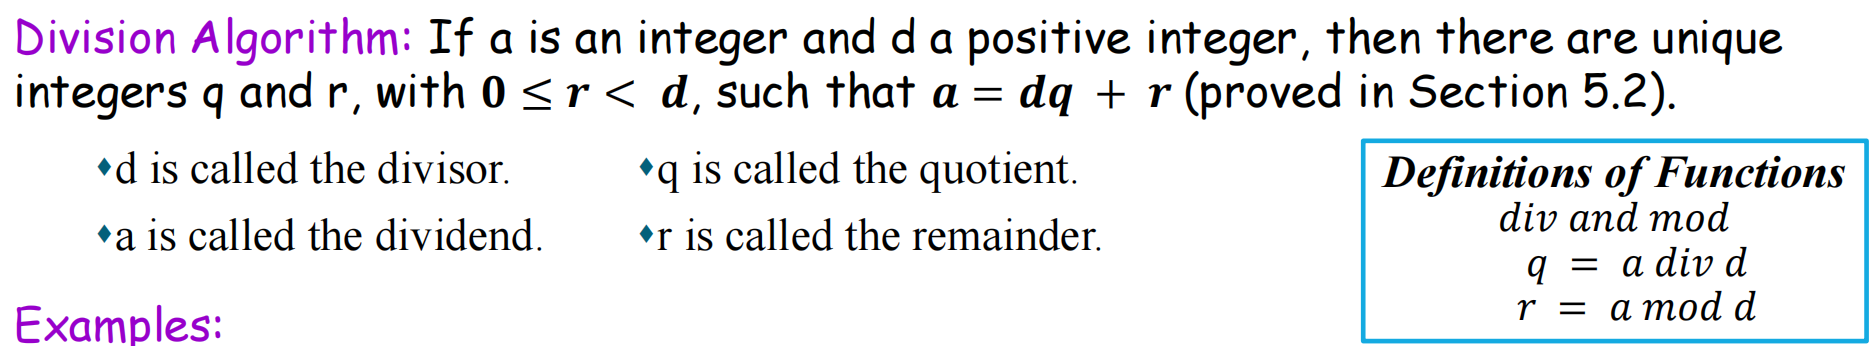 Division Algorithm: If a is an integer and d a positive integer, then there are unique
integers q and r, with 0 ≤ r < d, such that a = dq + r (proved in Section 5.2).
♦d is called the divisor.
♦q is called the quotient.
♦a is called the dividend.
♦r is called the remainder.
Definitions of Functions
div and mod
q = a div d
r = a mod d
Examples: